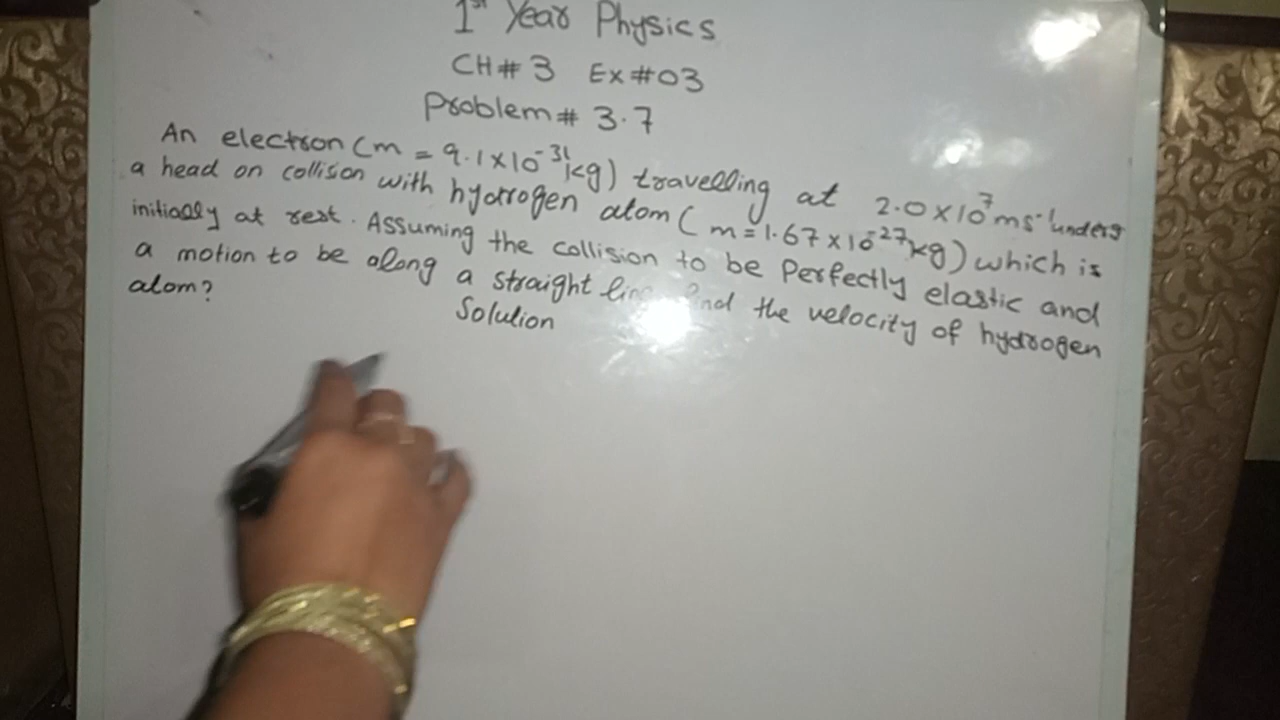 1st Year Physics
CH# 3 Ex #03
Problem# 3.7
An electron (m = 9.1×10-31kg) travelling at 2.0×107ms-1 underg
a head on collision with hydrogen atom (m=1.67×10-27kg) which is
initially at rest. Assuming the collision to be Perfectly elastic and
a motion to be along a straight find the velocity of hydrogen
atom?
Solution